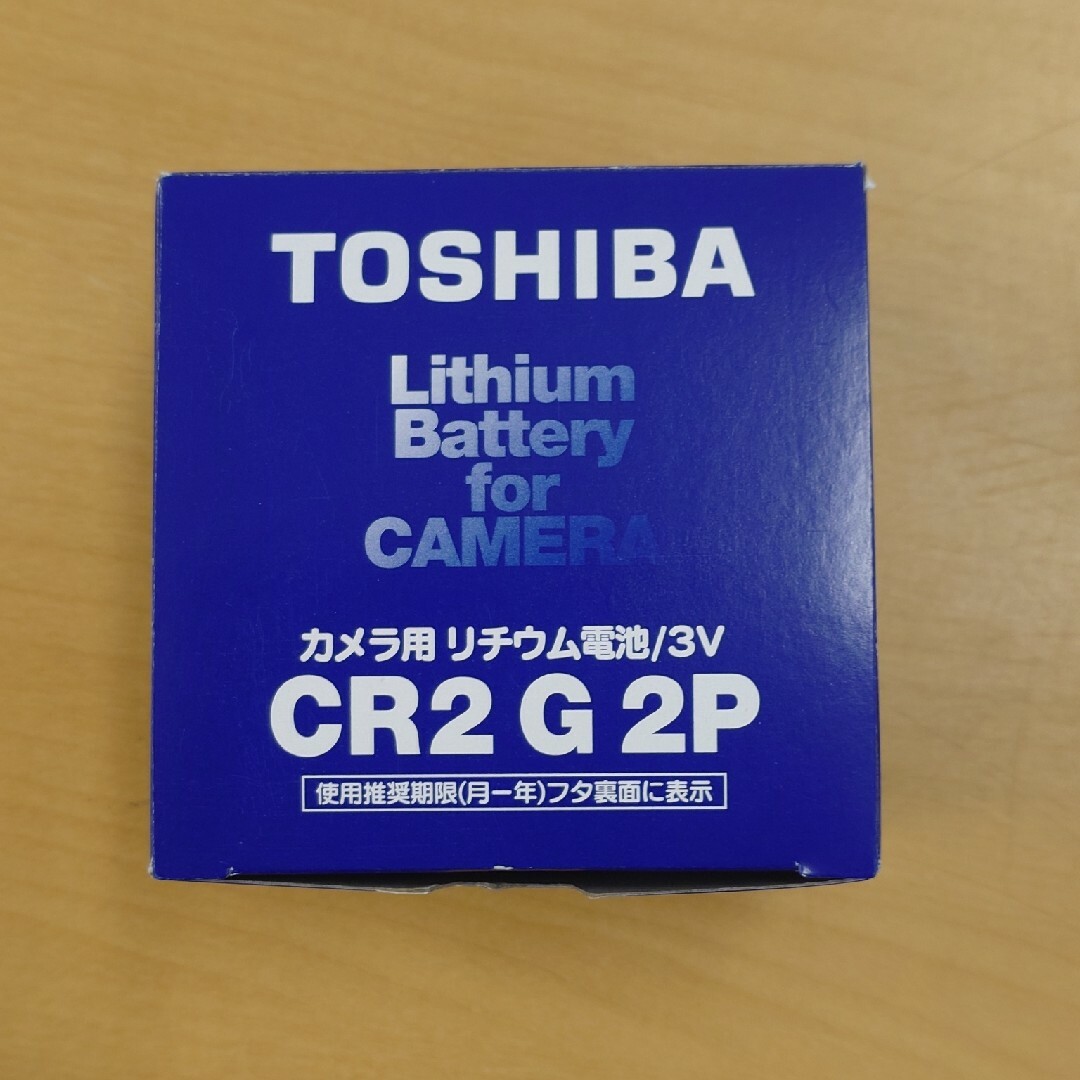 TOSHIBA
Lithium
Battery
for
CAMERA
カメラ用 リチウム電池/3V
CR2 G 2P
使用推奨期限(月ー年)フタ裏面に表示